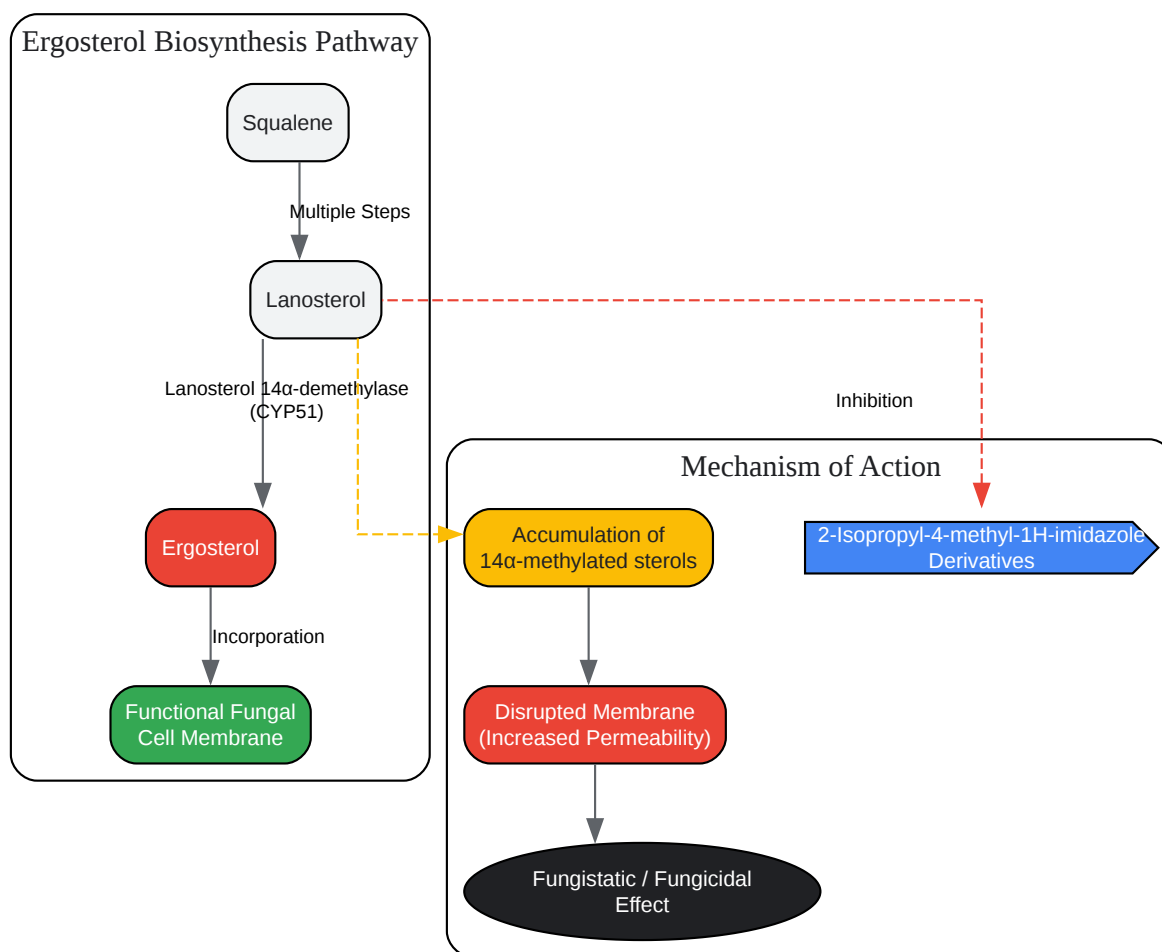 Ergosterol Biosynthesis Pathway
Squalene
Multiple Steps
Lanosterol
Lanosterol 14α-demethylase
(CYP51)
Inhibition
Mechanism of Action
Ergosterol
Accumulation of
14α-methylated sterols
2-Isopropyl-4-methyl-1H-imidazole
Derivatives
Incorporation
Functional Fungal
Cell Membrane
Disrupted Membrane
(Increased Permeability)
Fungistatic / Fungicidal
Effect